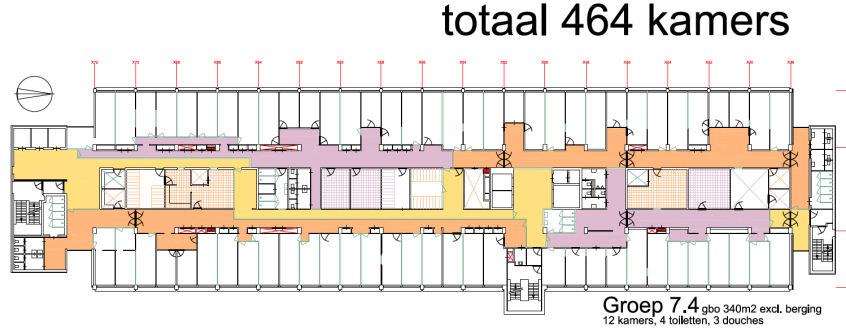 totaal 464 kamers
Groep 7.4 gbo 340m2 excl. berging
12 kamers, 4 toiletten, 3 douches